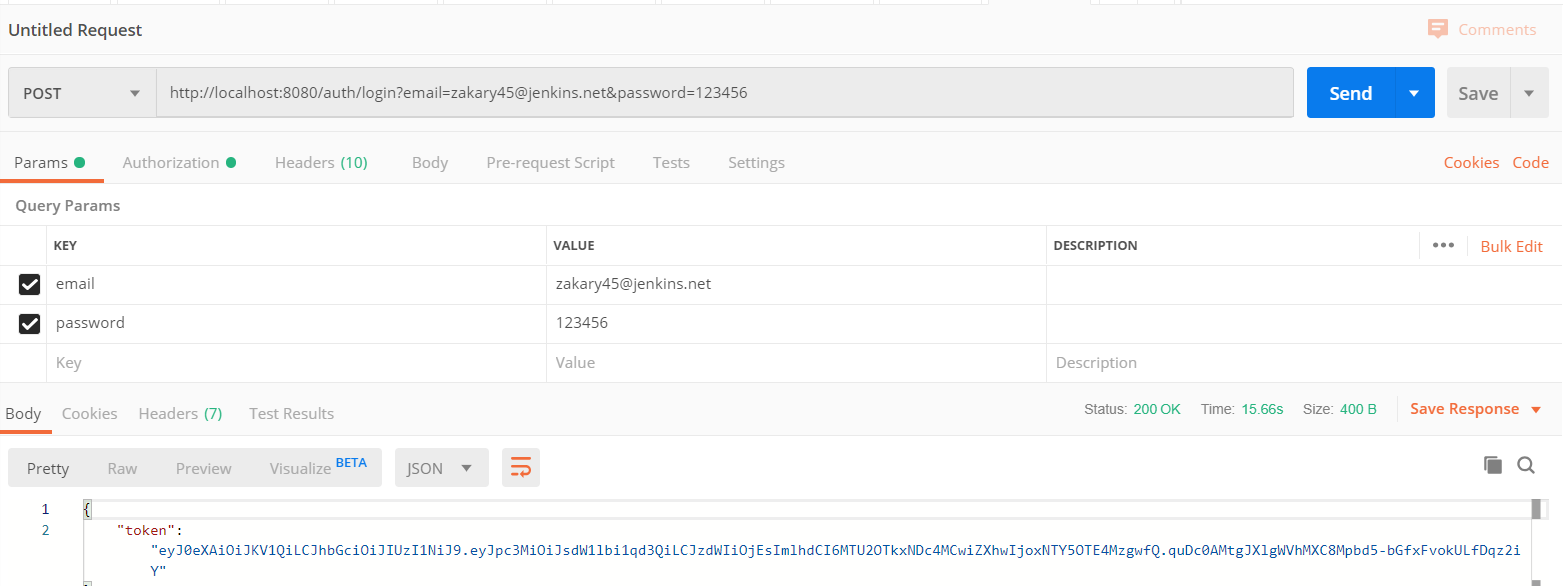 Untitled Request
Comments
POST
http://localhost:8080/auth/login?email=zakary45@jenkins.net&password=123456
Send
Save
Params
Authorization
Headers (10)
Body
Pre-request Script
Tests
Settings
Cookies
Code
Query Params
KEY
VALUE
DESCRIPTION
Bulk Edit
email
zakary45@jenkins.net
password
123456
Key
Value
Description
Body
Cookies
Headers (7)
Test Results
Status: 200 OK
Time: 15.66s
Size: 400 B
Save Response
Pretty
Raw
Preview
Visualize BETA
JSON
1
{
2
"token":
"eyJ0eXAiOiJKV1QiLCJhbGciOiJIUzI1NiJ9.eyJpc3MiOiJsdW1lbi1qd3QiLCJzdWIiOjEsImlhdCI6MTU2OTkxNDc4MCwiZXhwIjoxNTY5OTE4MzgwfQ.quDc0AMtgJXlgWVhMXC8Mpbd5-bGfxFvokULfDqz2i
Y"